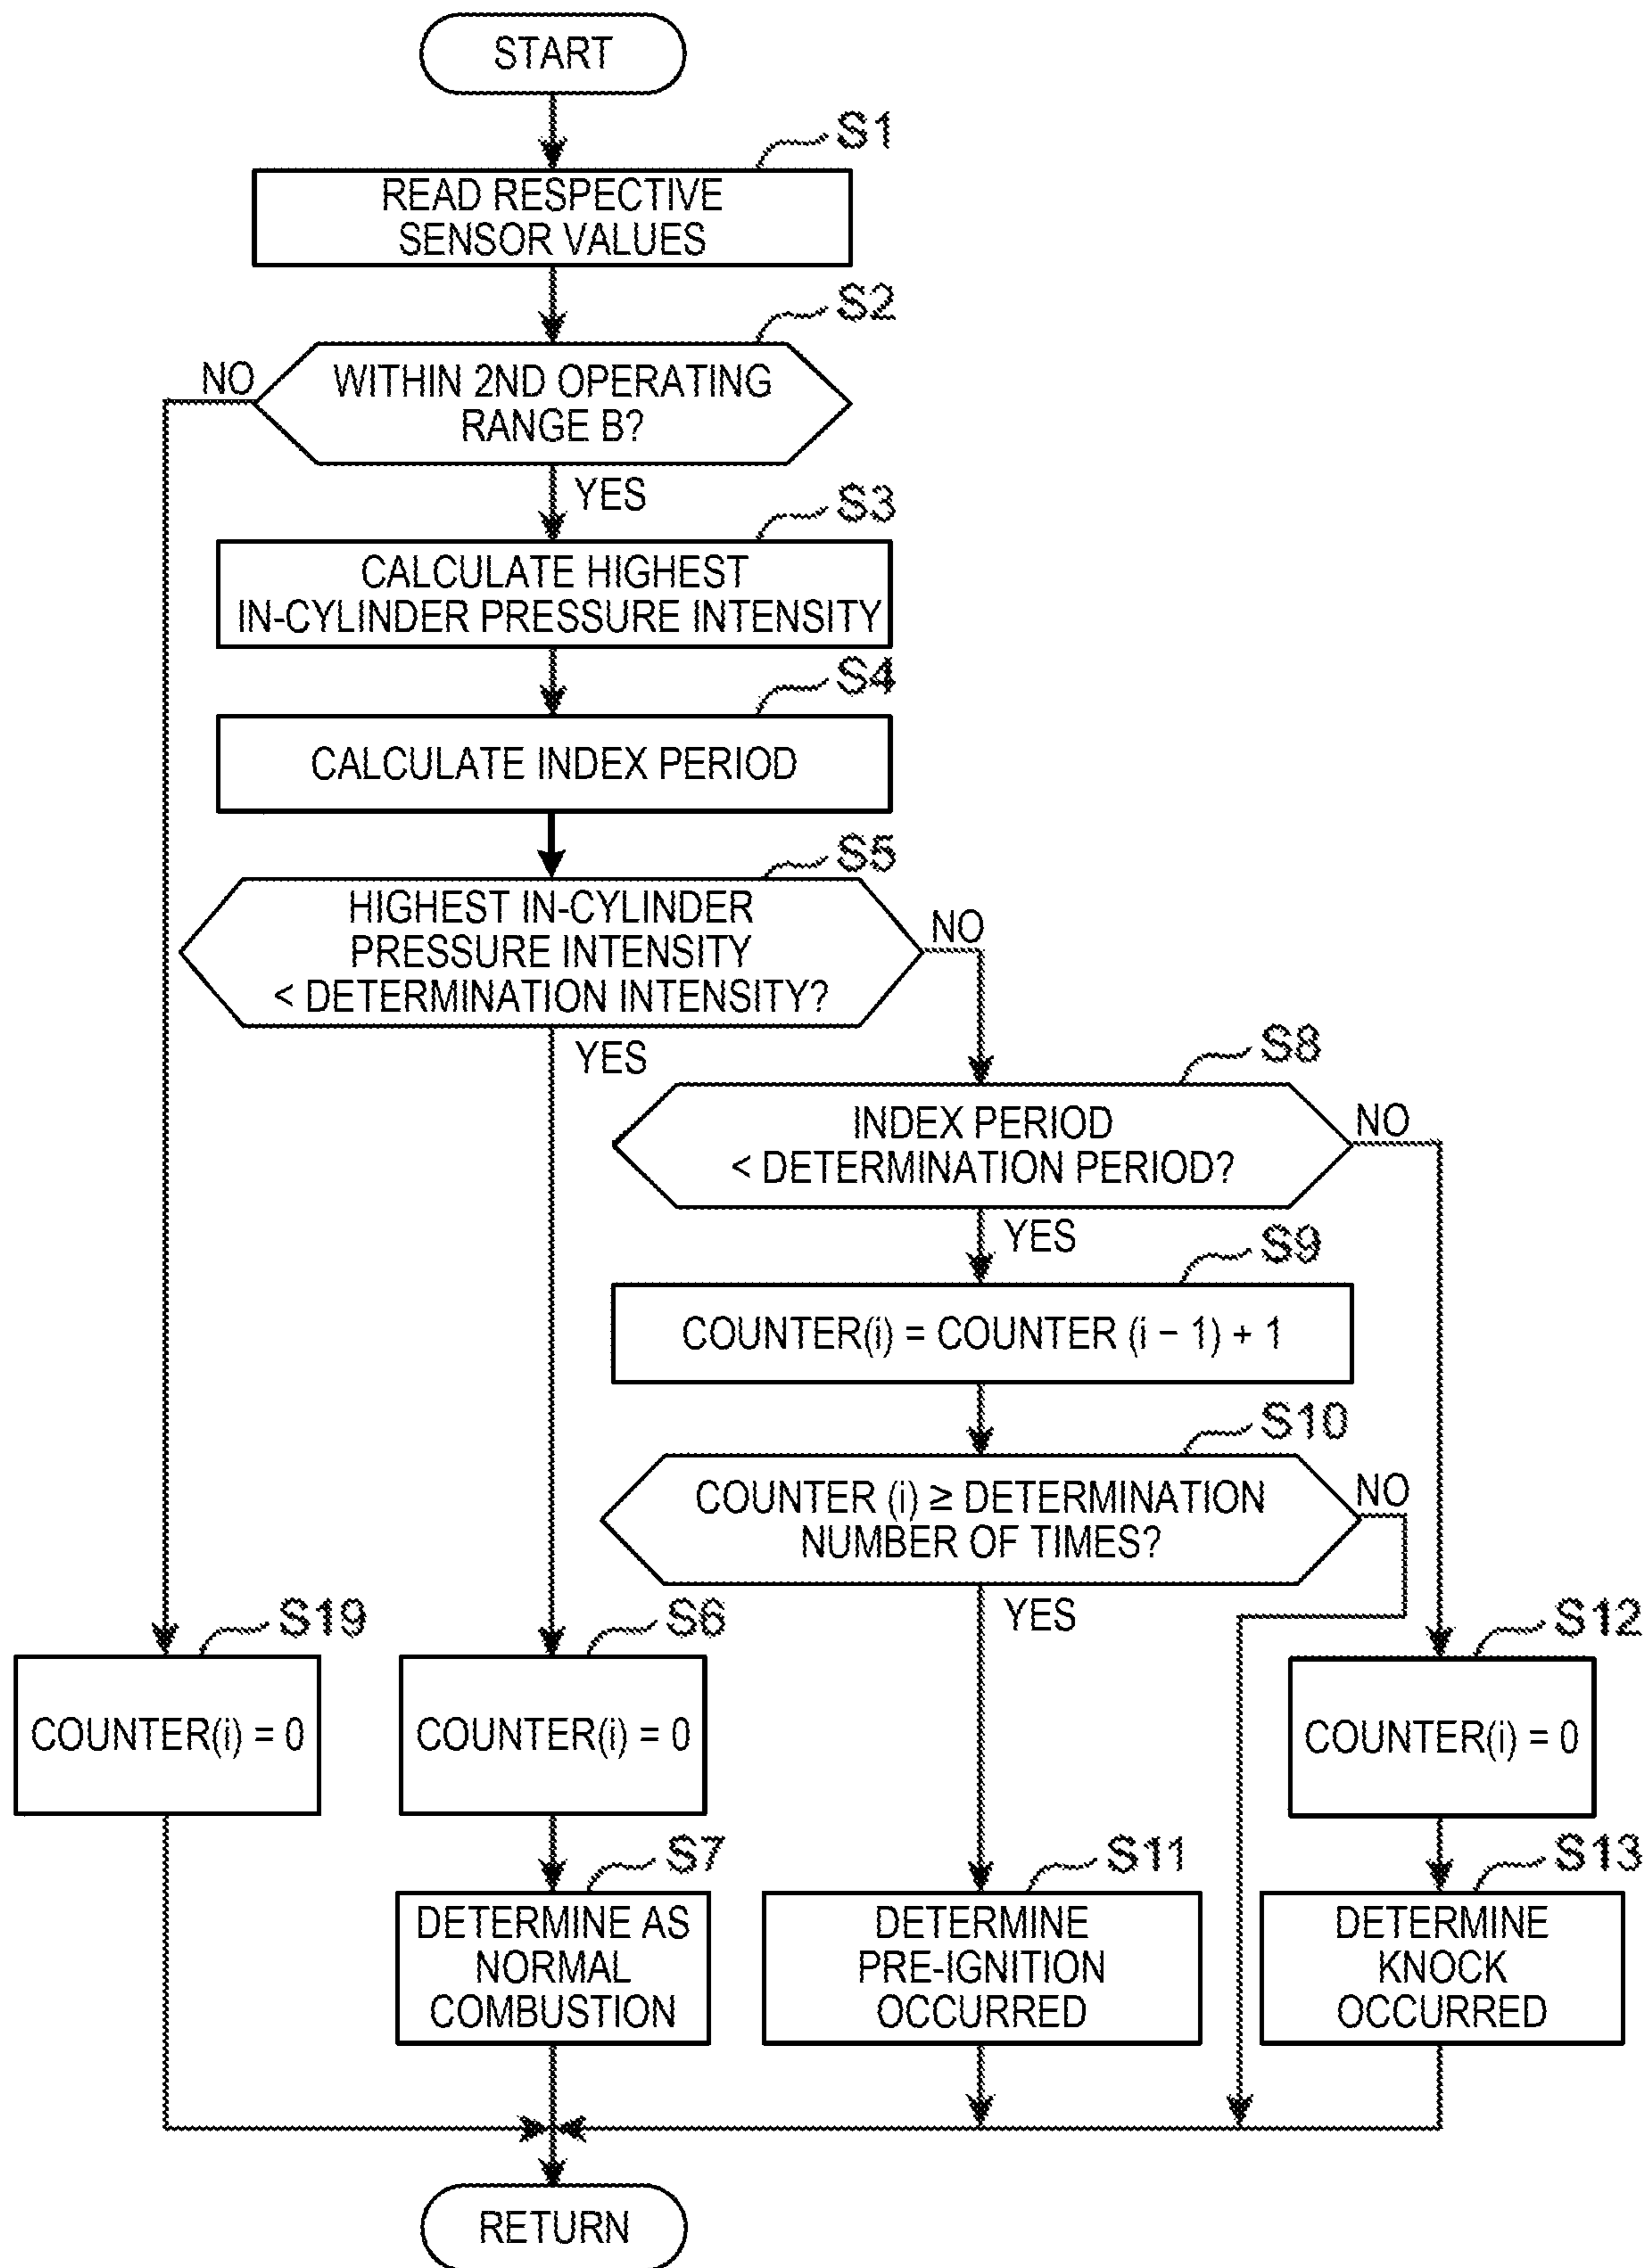 START
S1
READ RESPECTIVE
SENSOR VALUES
S2
NO
WITHIN 2ND OPERATING
RANGE B?
YES
S3
CALCULATE HIGHEST
IN-CYLINDER PRESSURE INTENSITY
S4
CALCULATE INDEX PERIOD
S5
HIGHEST IN-CYLINDER
PRESSURE INTENSITY
< DETERMINATION INTENSITY?
NO
YES
S8
INDEX PERIOD
< DETERMINATION PERIOD?
NO
YES
S9
COUNTER(i) = COUNTER (i − 1) + 1
S10
COUNTER (i) ≥ DETERMINATION
NUMBER OF TIMES?
NO
YES
S19
COUNTER(i) = 0
S6
COUNTER(i) = 0
S12
COUNTER(i) = 0
S7
DETERMINE AS
NORMAL
COMBUSTION
S11
DETERMINE
PRE-IGNITION
OCCURRED
S13
DETERMINE
KNOCK
OCCURRED
RETURN